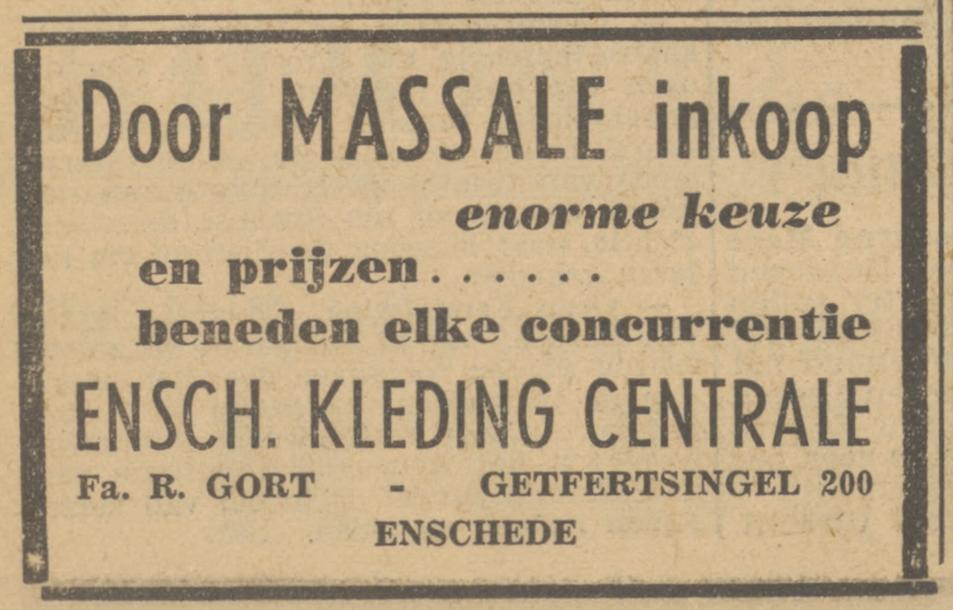 Door MASSALE inkoop
enorme keuze
en prijzen......
beneden elke concurrentie
ENSCH. KLEDING CENTRALE
Fa. R. GORT - GETFERTSINGEL 200
ENSCHEDE